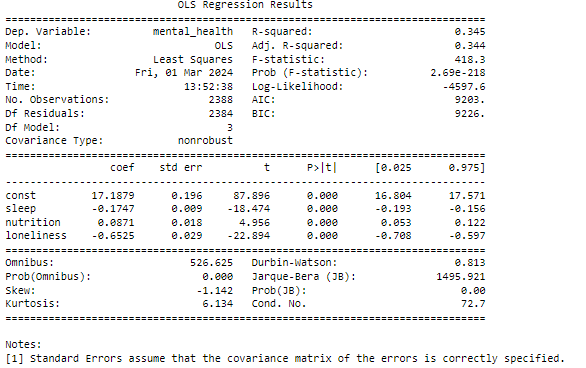 OLS Regression Results
==============================================================================
Dep. Variable: mental_health R-squared: 0.345
Model: OLS Adj. R-squared: 0.344
Method: Least Squares F-statistic: 418.3
Date: Fri, 01 Mar 2024 Prob (F-statistic): 2.69e-218
Time: 13:52:38 Log-Likelihood: -4597.6
No. Observations: 2388 AIC: 9203.
Df Residuals: 2384 BIC: 9226.
Df Model: 3
Covariance Type: nonrobust
==============================================================================
coef std err t P>|t| [0.025 0.975]
------------------------------------------------------------------------------
const 17.1879 0.196 87.896 0.000 16.804 17.571
sleep -0.1747 0.009 -18.474 0.000 -0.193 -0.156
nutrition 0.0871 0.018 4.956 0.000 0.053 0.122
loneliness -0.6525 0.029 -22.894 0.000 -0.708 -0.597
==============================================================================
Omnibus: 526.625 Durbin-Watson: 0.813
Prob(Omnibus): 0.000 Jarque-Bera (JB): 1495.921
Skew: -1.142 Prob(JB): 0.00
Kurtosis: 6.134 Cond. No. 72.7
==============================================================================
Notes:
[1] Standard Errors assume that the covariance matrix of the errors is correctly specified.